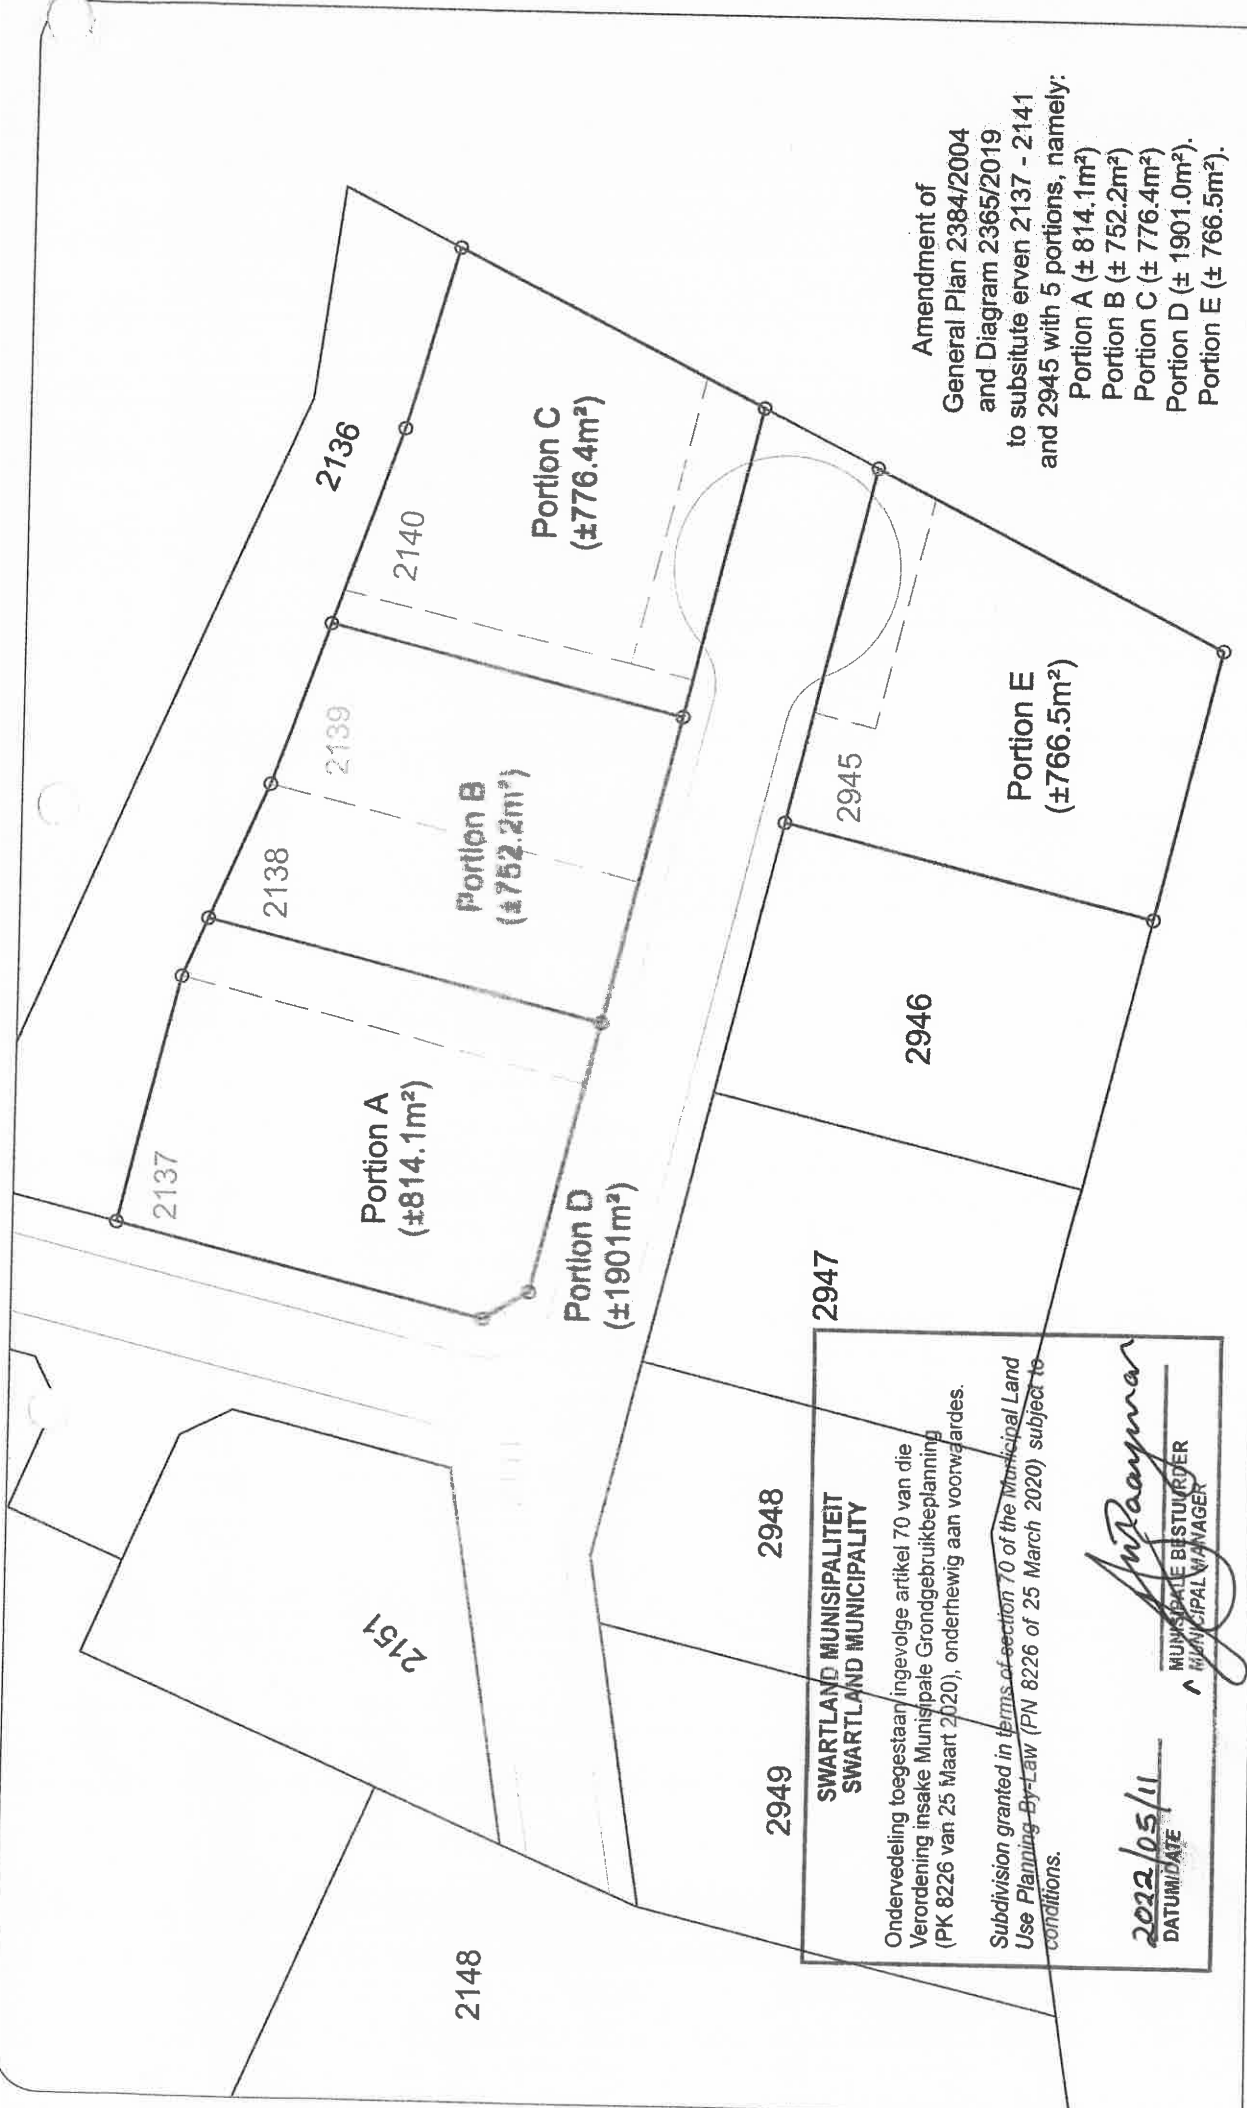 2136
2140
Portion C
(±776.4m²)
2139
2138
Portion B
(±752.2m²)
2137
Portion A
(±814.1m²)
Portion D
(±1901m²)
2945
Portion E
(±766.5m²)
2946
2947
2948
2949
2151
2148
Amendment of
General Plan 2384/2004
and Diagram 2365/2019
to subsitute erven 2137 - 2141
and 2945 with 5 portions, namely:
Portion A (± 814.1m²)
Portion B (± 752.2m²)
Portion C (± 776.4m²)
Portion D (± 1901.0m²).
Portion E (± 766.5m²).
SWARTLAND MUNISIPALITEIT
SWARTLAND MUNICIPALITY
Ondervedeling toegestaan ingevolge artikel 70 van die
Verordening insake Munisipale Grondgebruikbeplanning
(PK 8226 van 25 Maart 2020), onderhewig aan voorwaardes.
Subdivision granted in terms of section 70 of the Municipal Land
Use Planning By-Law (PN 8226 of 25 March 2020) subject to
conditions.
2022/05/11
DATUM/DATE
MUNISIPALE BESTUURDER
MUNICIPAL MANAGER